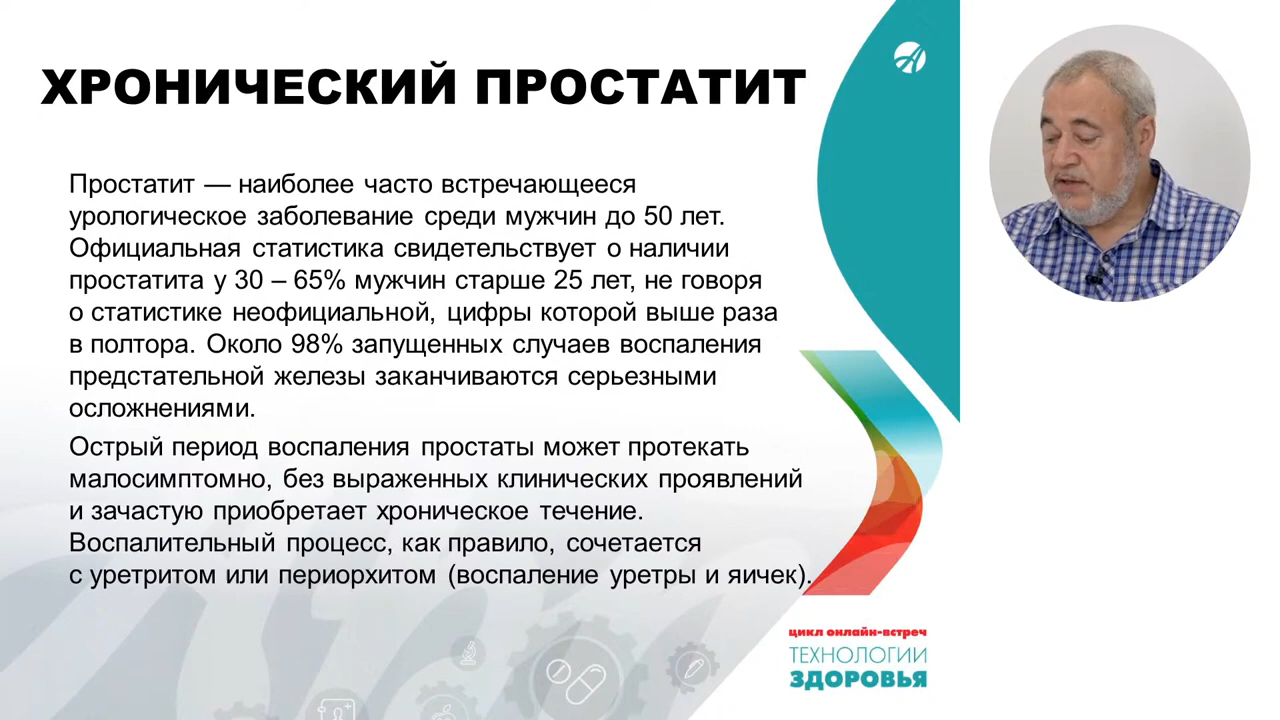 ХРОНИЧЕСКИЙ ПРОСТАТИТ
Простатит — наиболее часто встречающееся
урологическое заболевание среди мужчин до 50 лет.
Официальная статистика свидетельствует о наличии
простатита у 30 – 65% мужчин старше 25 лет, не говоря
о статистике неофициальной, цифры которой выше раза
в полтора. Около 98% запущенных случаев воспаления
предстательной железы заканчиваются серьезными
осложнениями.
Острый период воспаления простаты может протекать
малосимптомно, без выраженных клинических проявлений
и зачастую приобретает хроническое течение.
Воспалительный процесс, как правило, сочетается
с уретритом или периорхитом (воспаление уретры и яичек).
цикл онлайн-встреч
ТЕХНОЛОГИИ
ЗДОРОВЬЯ